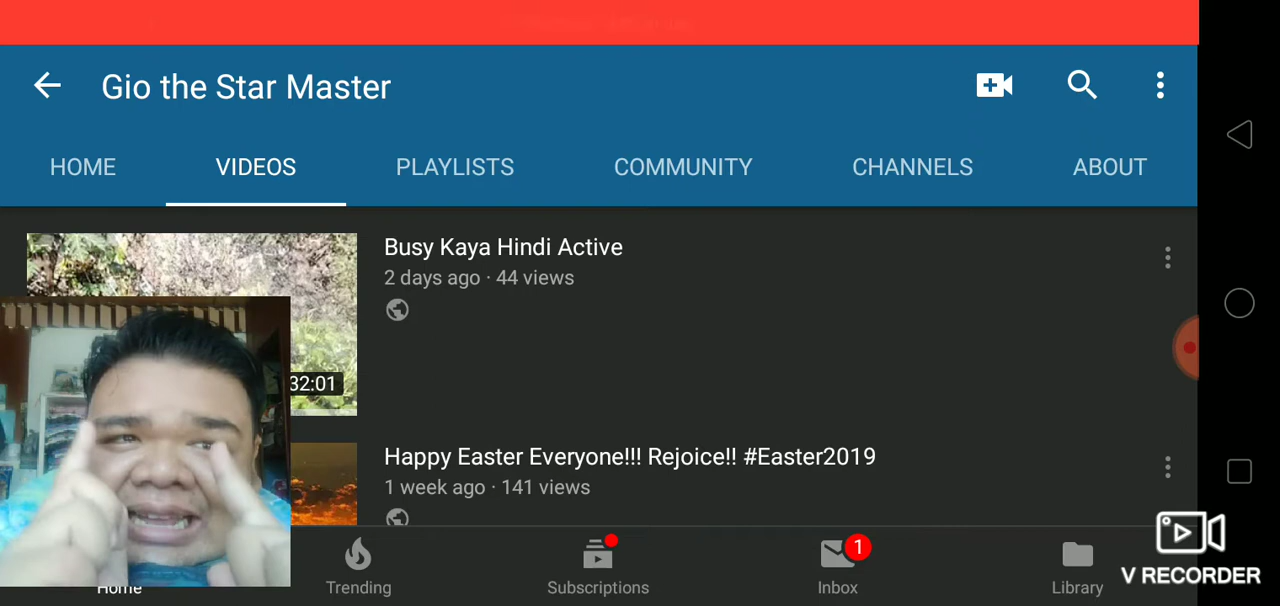 Gio the Star Master
HOME VIDEOS PLAYLISTS COMMUNITY CHANNELS ABOUT
Busy Kaya Hindi Active
2 days ago · 44 views
32:01
Happy Easter Everyone!!! Rejoice!! #Easter2019
1 week ago · 141 views
1
Home Trending Subscriptions Inbox Library
V RECORDER